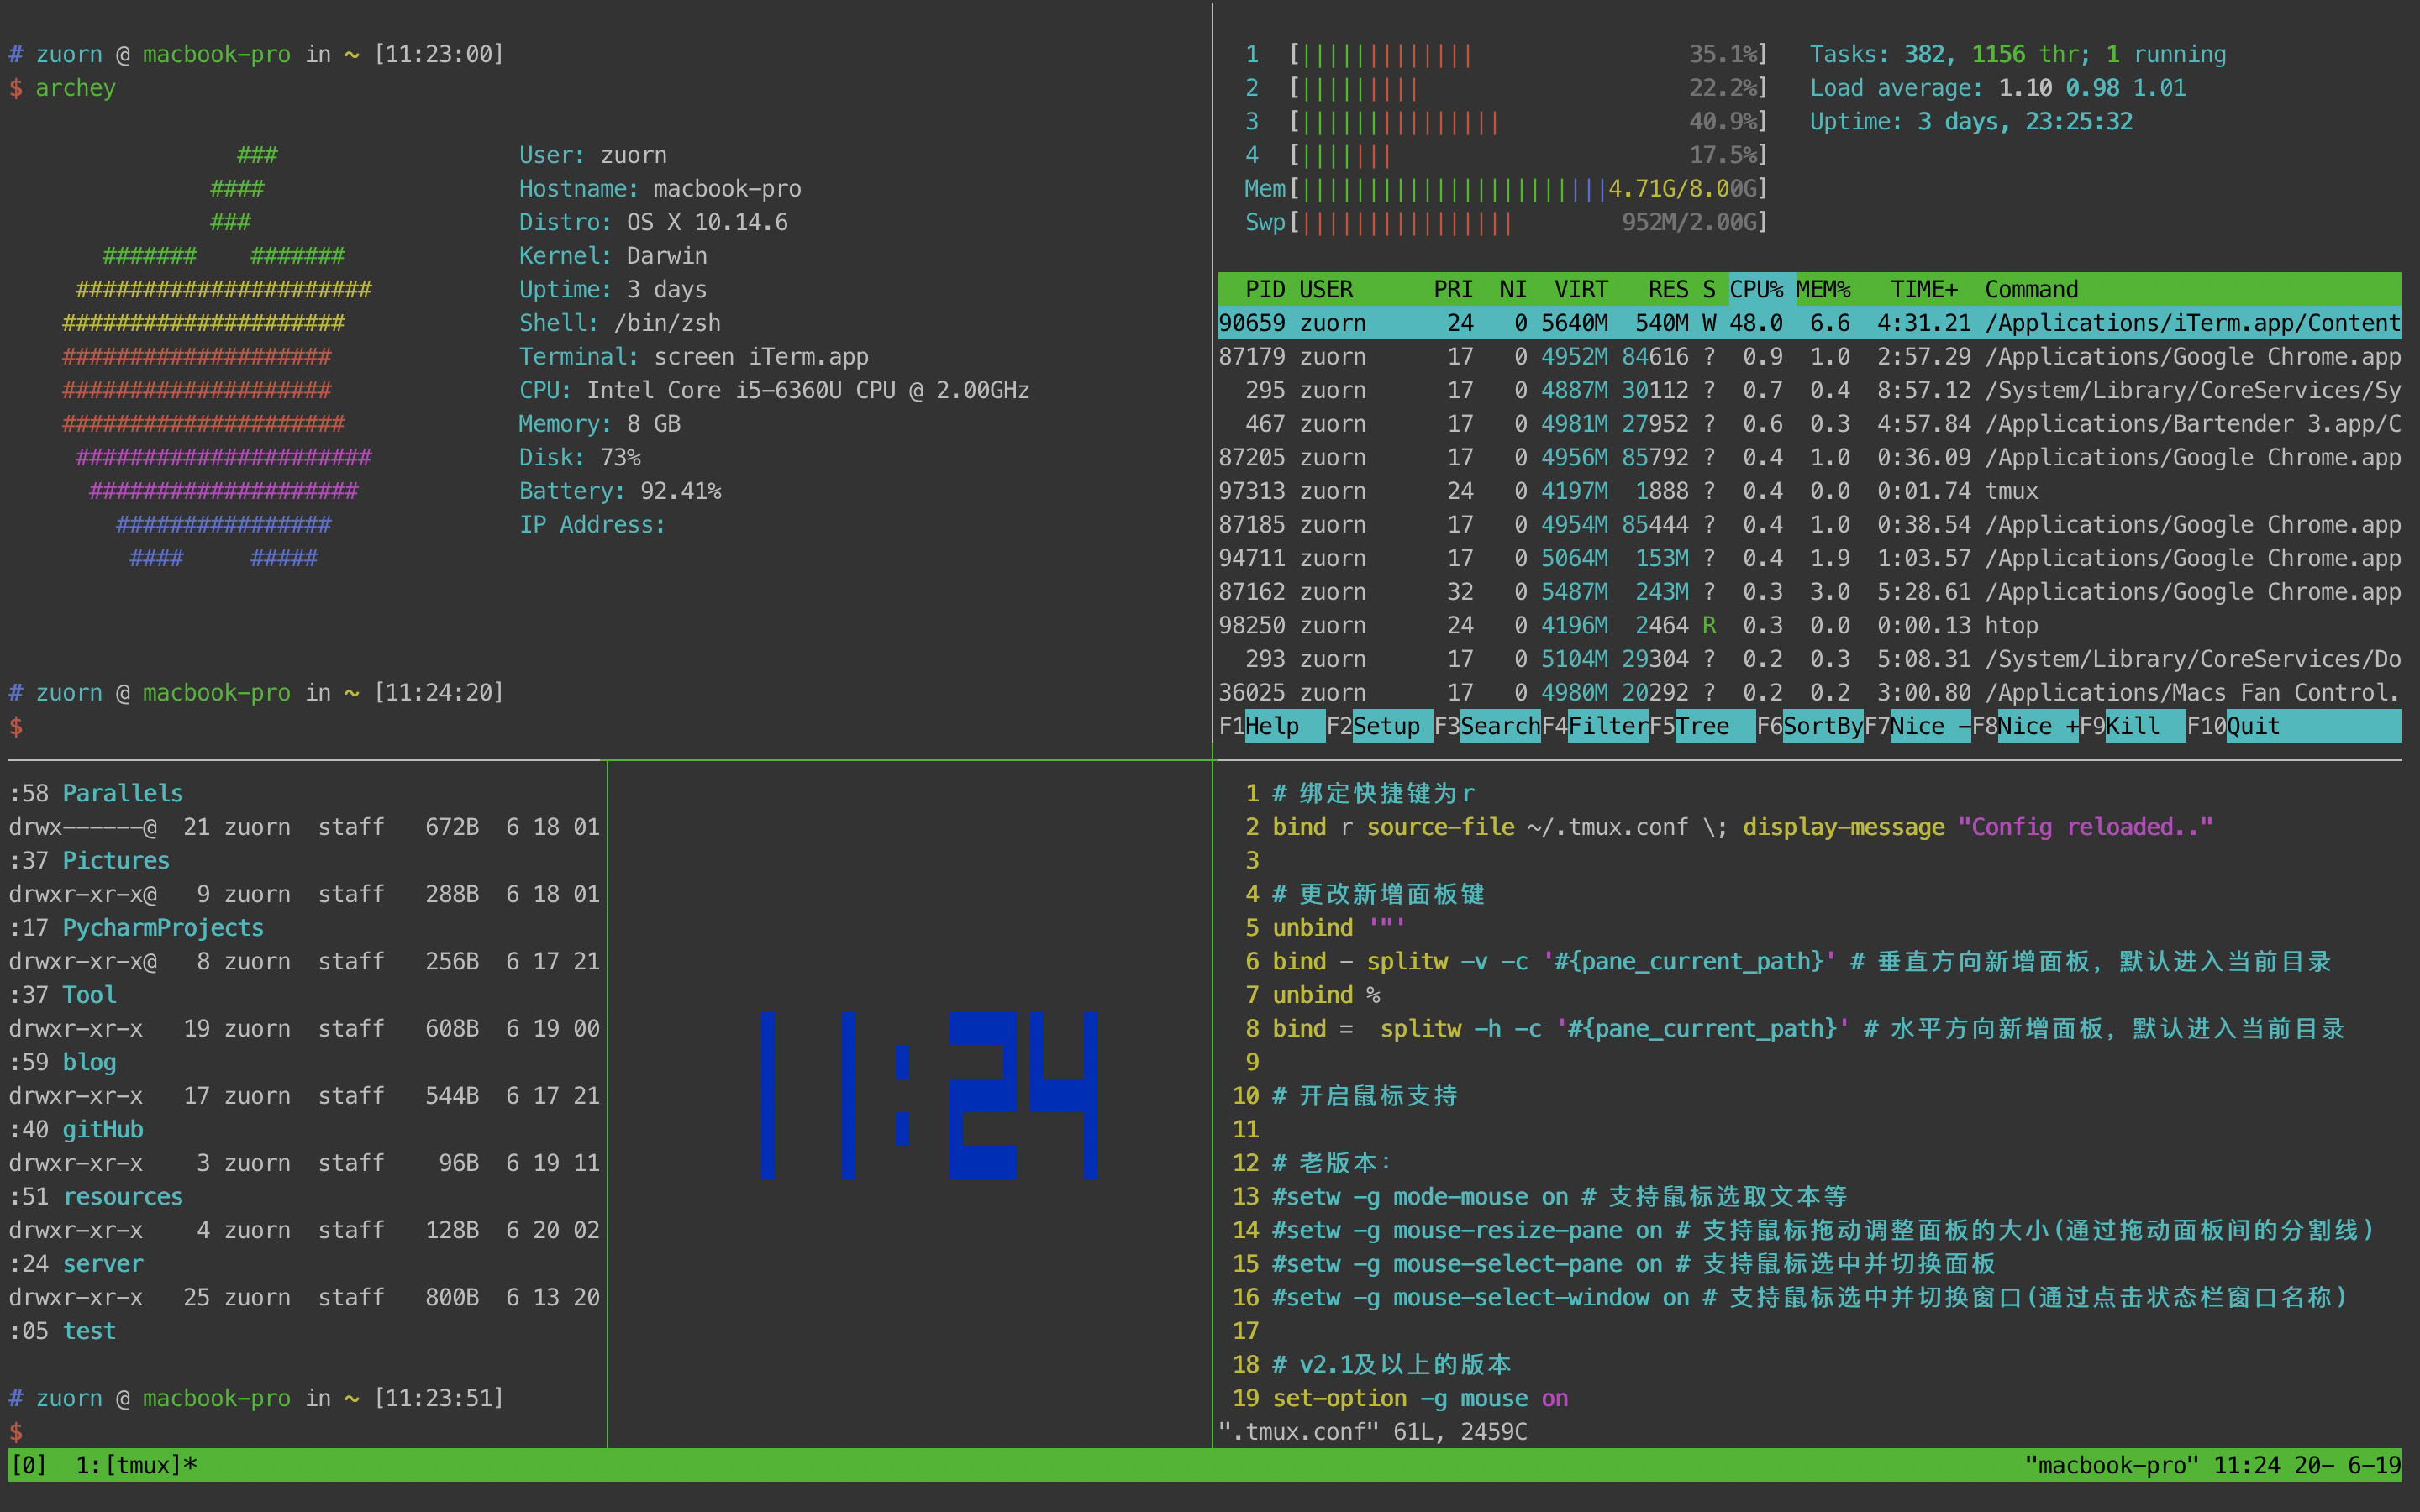 # zuorn @ macbook-pro in ~ [11:23:00]
$ archey
###
####
###
####### #######
######################
#####################
####################
####################
#####################
######################
####################
################
#### #####
User: zuorn
Hostname: macbook-pro
Distro: OS X 10.14.6
Kernel: Darwin
Uptime: 3 days
Shell: /bin/zsh
Terminal: screen iTerm.app
CPU: Intel Core i5-6360U CPU @ 2.00GHz
Memory: 8 GB
Disk: 73%
Battery: 92.41%
IP Address:
# zuorn @ macbook-pro in ~ [11:24:20]
$
1 [||||||||||||| 35.1%]
2 [||||||||| 22.2%]
3 [||||||||||||||| 40.9%]
4 [||||||| 17.5%]
Mem[|||||||||||||||||||||||4.71G/8.00G]
Swp[|||||||||||||||| 952M/2.00G]
Tasks: 382, 1156 thr; 1 running
Load average: 1.10 0.98 1.01
Uptime: 3 days, 23:25:32
PID USER PRI NI VIRT RES S CPU% MEM% TIME+ Command
90659 zuorn 24 0 5640M 540M W 48.0 6.6 4:31.21 /Applications/iTerm.app/Content
87179 zuorn 17 0 4952M 84616 ? 0.9 1.0 2:57.29 /Applications/Google Chrome.app
295 zuorn 17 0 4887M 30112 ? 0.7 0.4 8:57.12 /System/Library/CoreServices/Sy
467 zuorn 17 0 4981M 27952 ? 0.6 0.3 4:57.84 /Applications/Bartender 3.app/C
87205 zuorn 17 0 4956M 85792 ? 0.4 1.0 0:36.09 /Applications/Google Chrome.app
97313 zuorn 24 0 4197M 1888 ? 0.4 0.0 0:01.74 tmux
87185 zuorn 17 0 4954M 85444 ? 0.4 1.0 0:38.54 /Applications/Google Chrome.app
94711 zuorn 17 0 5064M 153M ? 0.4 1.9 1:03.57 /Applications/Google Chrome.app
87162 zuorn 32 0 5487M 243M ? 0.3 3.0 5:28.61 /Applications/Google Chrome.app
98250 zuorn 24 0 4196M 2464 R 0.3 0.0 0:00.13 htop
293 zuorn 17 0 5104M 29304 ? 0.2 0.3 5:08.31 /System/Library/CoreServices/Do
36025 zuorn 17 0 4980M 20292 ? 0.2 0.2 3:00.80 /Applications/Macs Fan Control.
F1Help F2Setup F3SearchF4FilterF5Tree F6SortByF7Nice -F8Nice +F9Kill F10Quit
:58 Parallels
drwx------@ 21 zuorn staff 672B 6 18 01
:37 Pictures
drwxr-xr-x@ 9 zuorn staff 288B 6 18 01
:17 PycharmProjects
drwxr-xr-x@ 8 zuorn staff 256B 6 17 21
:37 Tool
drwxr-xr-x 19 zuorn staff 608B 6 19 00
:59 blog
drwxr-xr-x 17 zuorn staff 544B 6 17 21
:40 gitHub
drwxr-xr-x 3 zuorn staff 96B 6 19 11
:51 resources
drwxr-xr-x 4 zuorn staff 128B 6 20 02
:24 server
drwxr-xr-x 25 zuorn staff 800B 6 13 20
:05 test
# zuorn @ macbook-pro in ~ [11:23:51]
$
11:24
1 # 绑定快捷键为r
2 bind r source-file ~/.tmux.conf \; display-message "Config reloaded.."
3
4 # 更改新增面板键
5 unbind '"'
6 bind - splitw -v -c '#{pane_current_path}' # 垂直方向新增面板，默认进入当前目录
7 unbind %
8 bind = splitw -h -c '#{pane_current_path}' # 水平方向新增面板，默认进入当前目录
9
10 # 开启鼠标支持
11
12 # 老版本：
13 #setw -g mode-mouse on # 支持鼠标选取文本等
14 #setw -g mouse-resize-pane on # 支持鼠标拖动调整面板的大小(通过拖动面板间的分割线)
15 #setw -g mouse-select-pane on # 支持鼠标选中并切换面板
16 #setw -g mouse-select-window on # 支持鼠标选中并切换窗口(通过点击状态栏窗口名称)
17
18 # v2.1及以上的版本
19 set-option -g mouse on
".tmux.conf" 61L, 2459C
[0] 1:[tmux]*
"macbook-pro" 11:24 20- 6-19